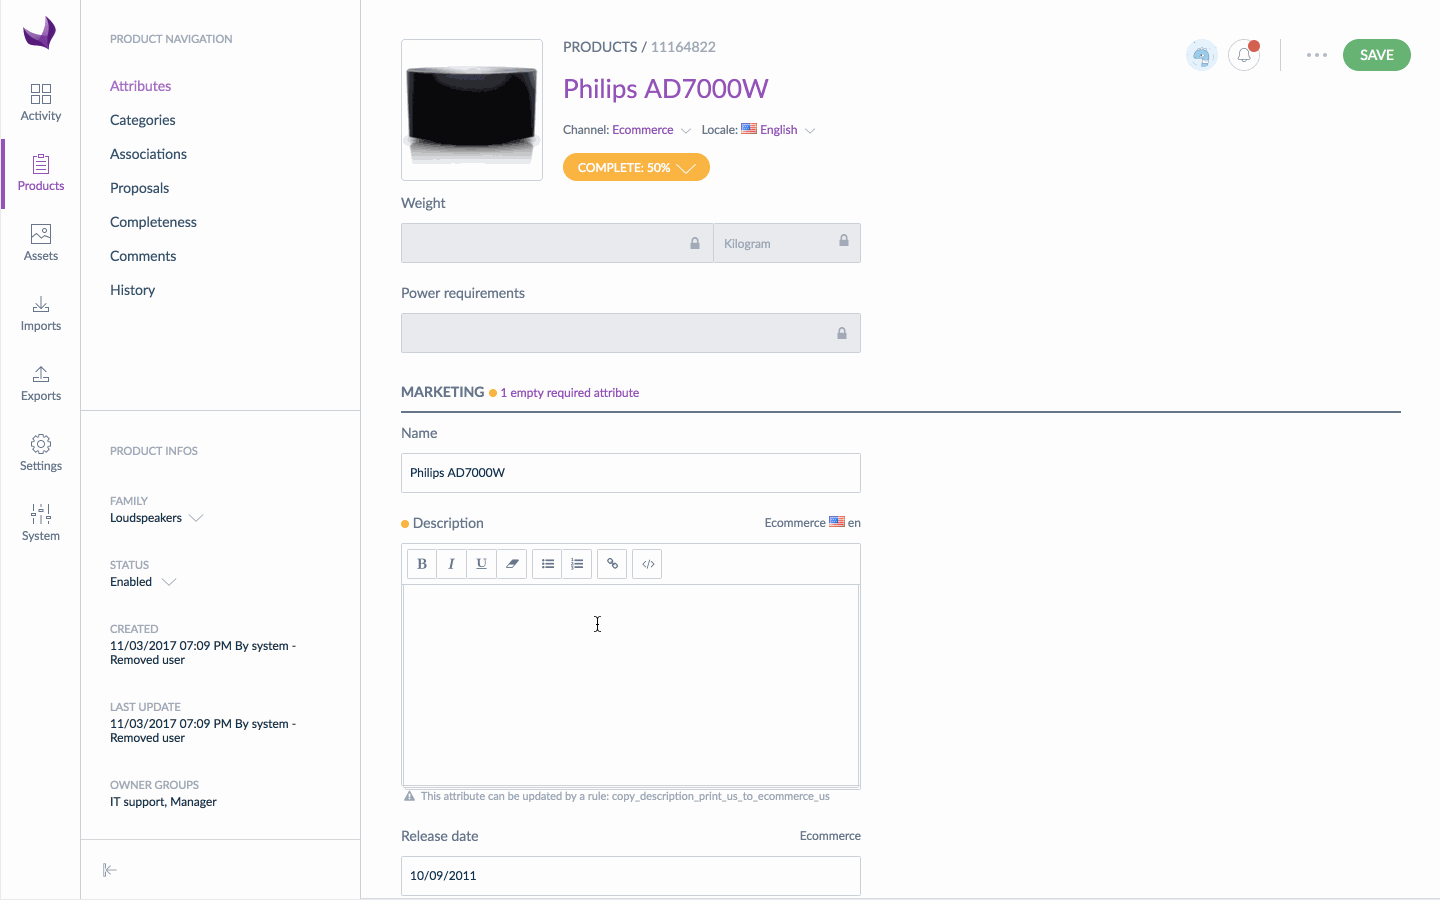 Activity
Products
Assets
Imports
Exports
Settings
System
PRODUCT NAVIGATION
Attributes
Categories
Associations
Proposals
Completeness
Comments
History
PRODUCT INFOS
FAMILY
Loudspeakers
STATUS
Enabled
CREATED
11/03/2017 07:09 PM By system -
Removed user
LAST UPDATE
11/03/2017 07:09 PM By system -
Removed user
OWNER GROUPS
IT support, Manager
PRODUCTS / 11164822
Philips AD7000W
Channel: Ecommerce Locale: English
COMPLETE: 50%
SAVE
Weight
Kilogram
Power requirements
MARKETING 1 empty required attribute
Name
Philips AD7000W
Description Ecommerce en
B I U </>
This attribute can be updated by a rule: copy_description_print_us_to_ecommerce_us
Release date Ecommerce
10/09/2011